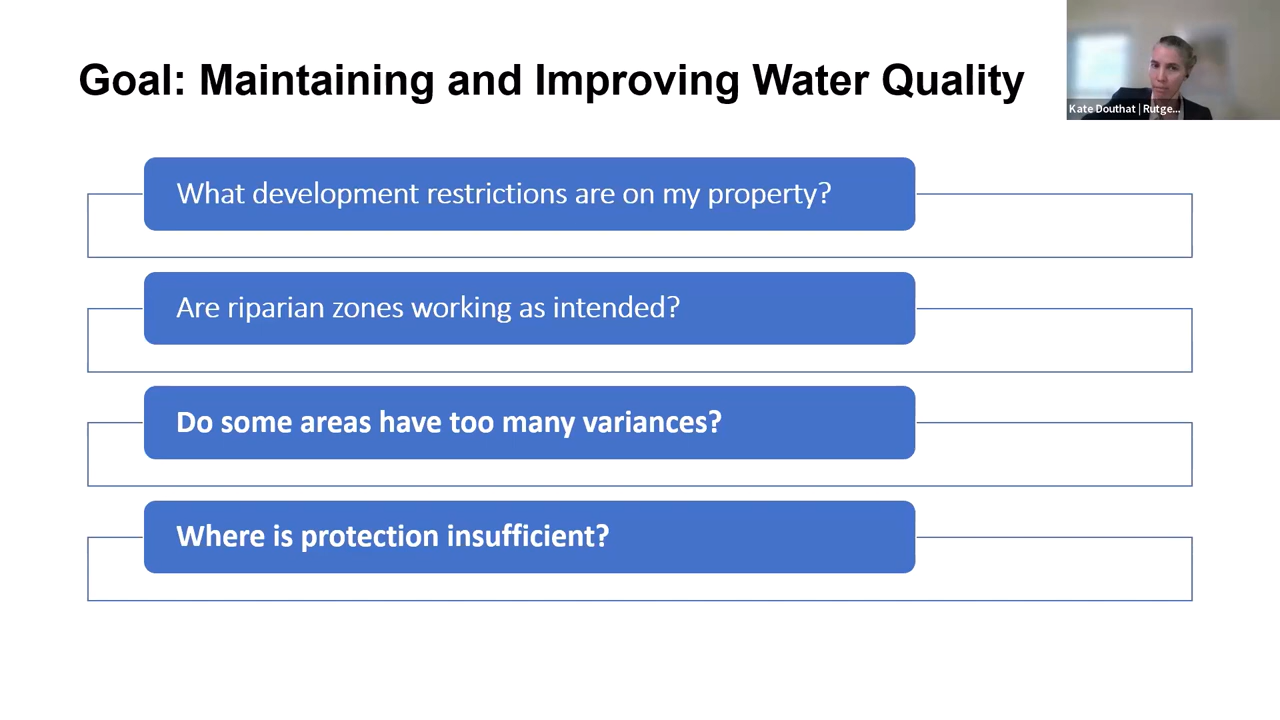 Goal: Maintaining and Improving Water Quality
Kate Douthat | Rutge...
What development restrictions are on my property?
Are riparian zones working as intended?
Do some areas have too many variances?
Where is protection insufficient?